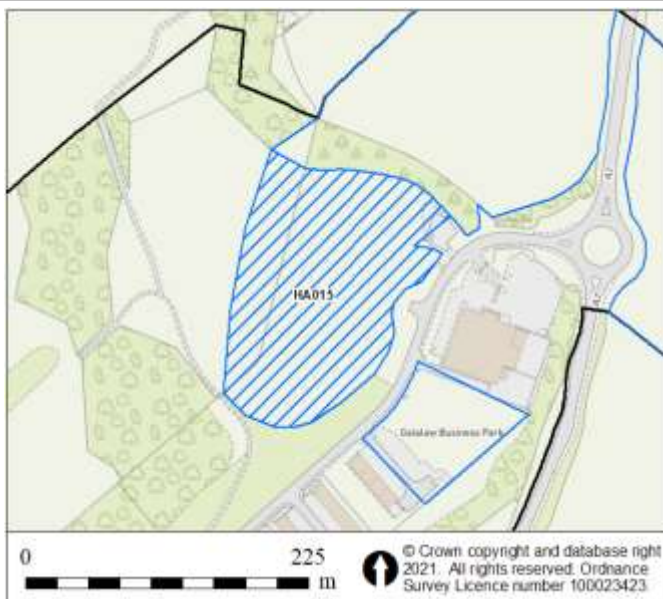 A7
HA015
A7
Galalaw Business Park
0 225
m
© Crown copyright and database right
2021. All rights reserved. Ordnance
Survey Licence number 100023423.